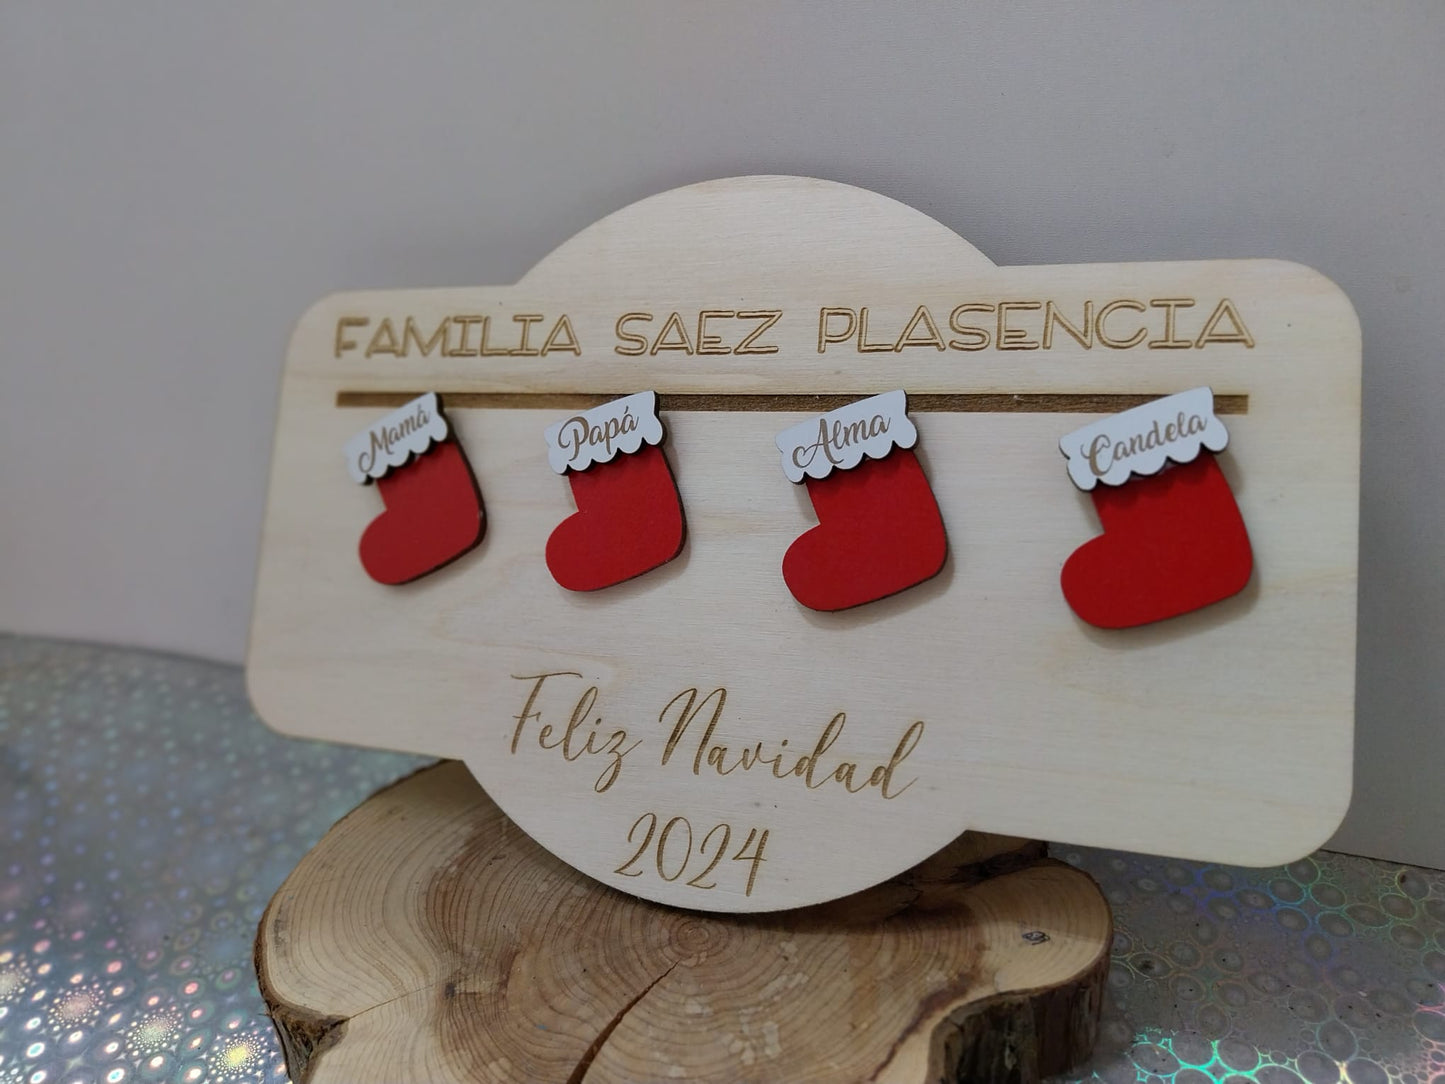 FAMILIA SAEZ PLASENCIA
Mamá
Papá
Alma
Candela
Feliz Navidad
2024